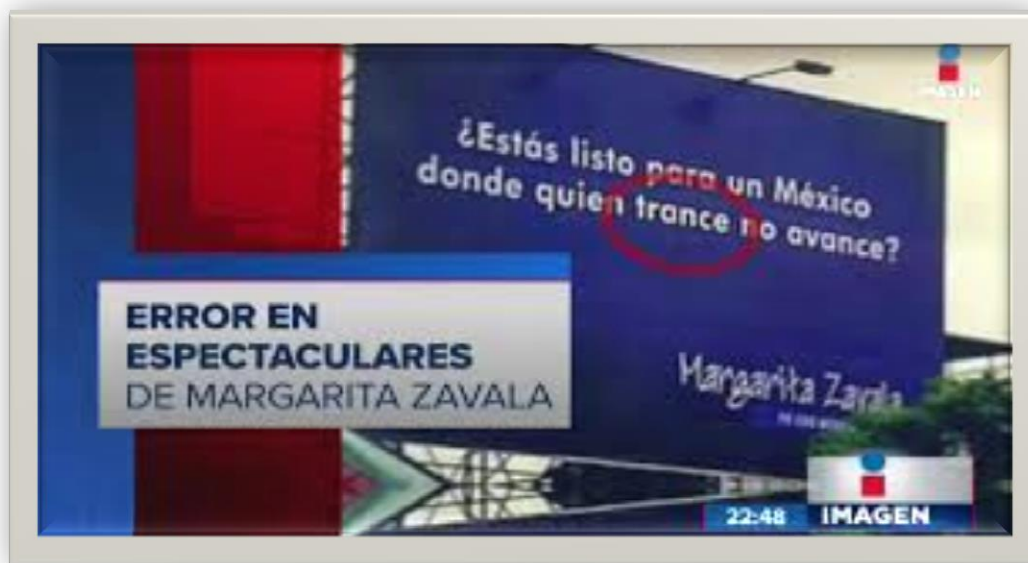 ¿Estás listo para un México
donde quien trance no avance?
Margarita Zavala
ERROR EN
ESPECTACULARES
DE MARGARITA ZAVALA
IMAGEN
22:48 IMAGEN